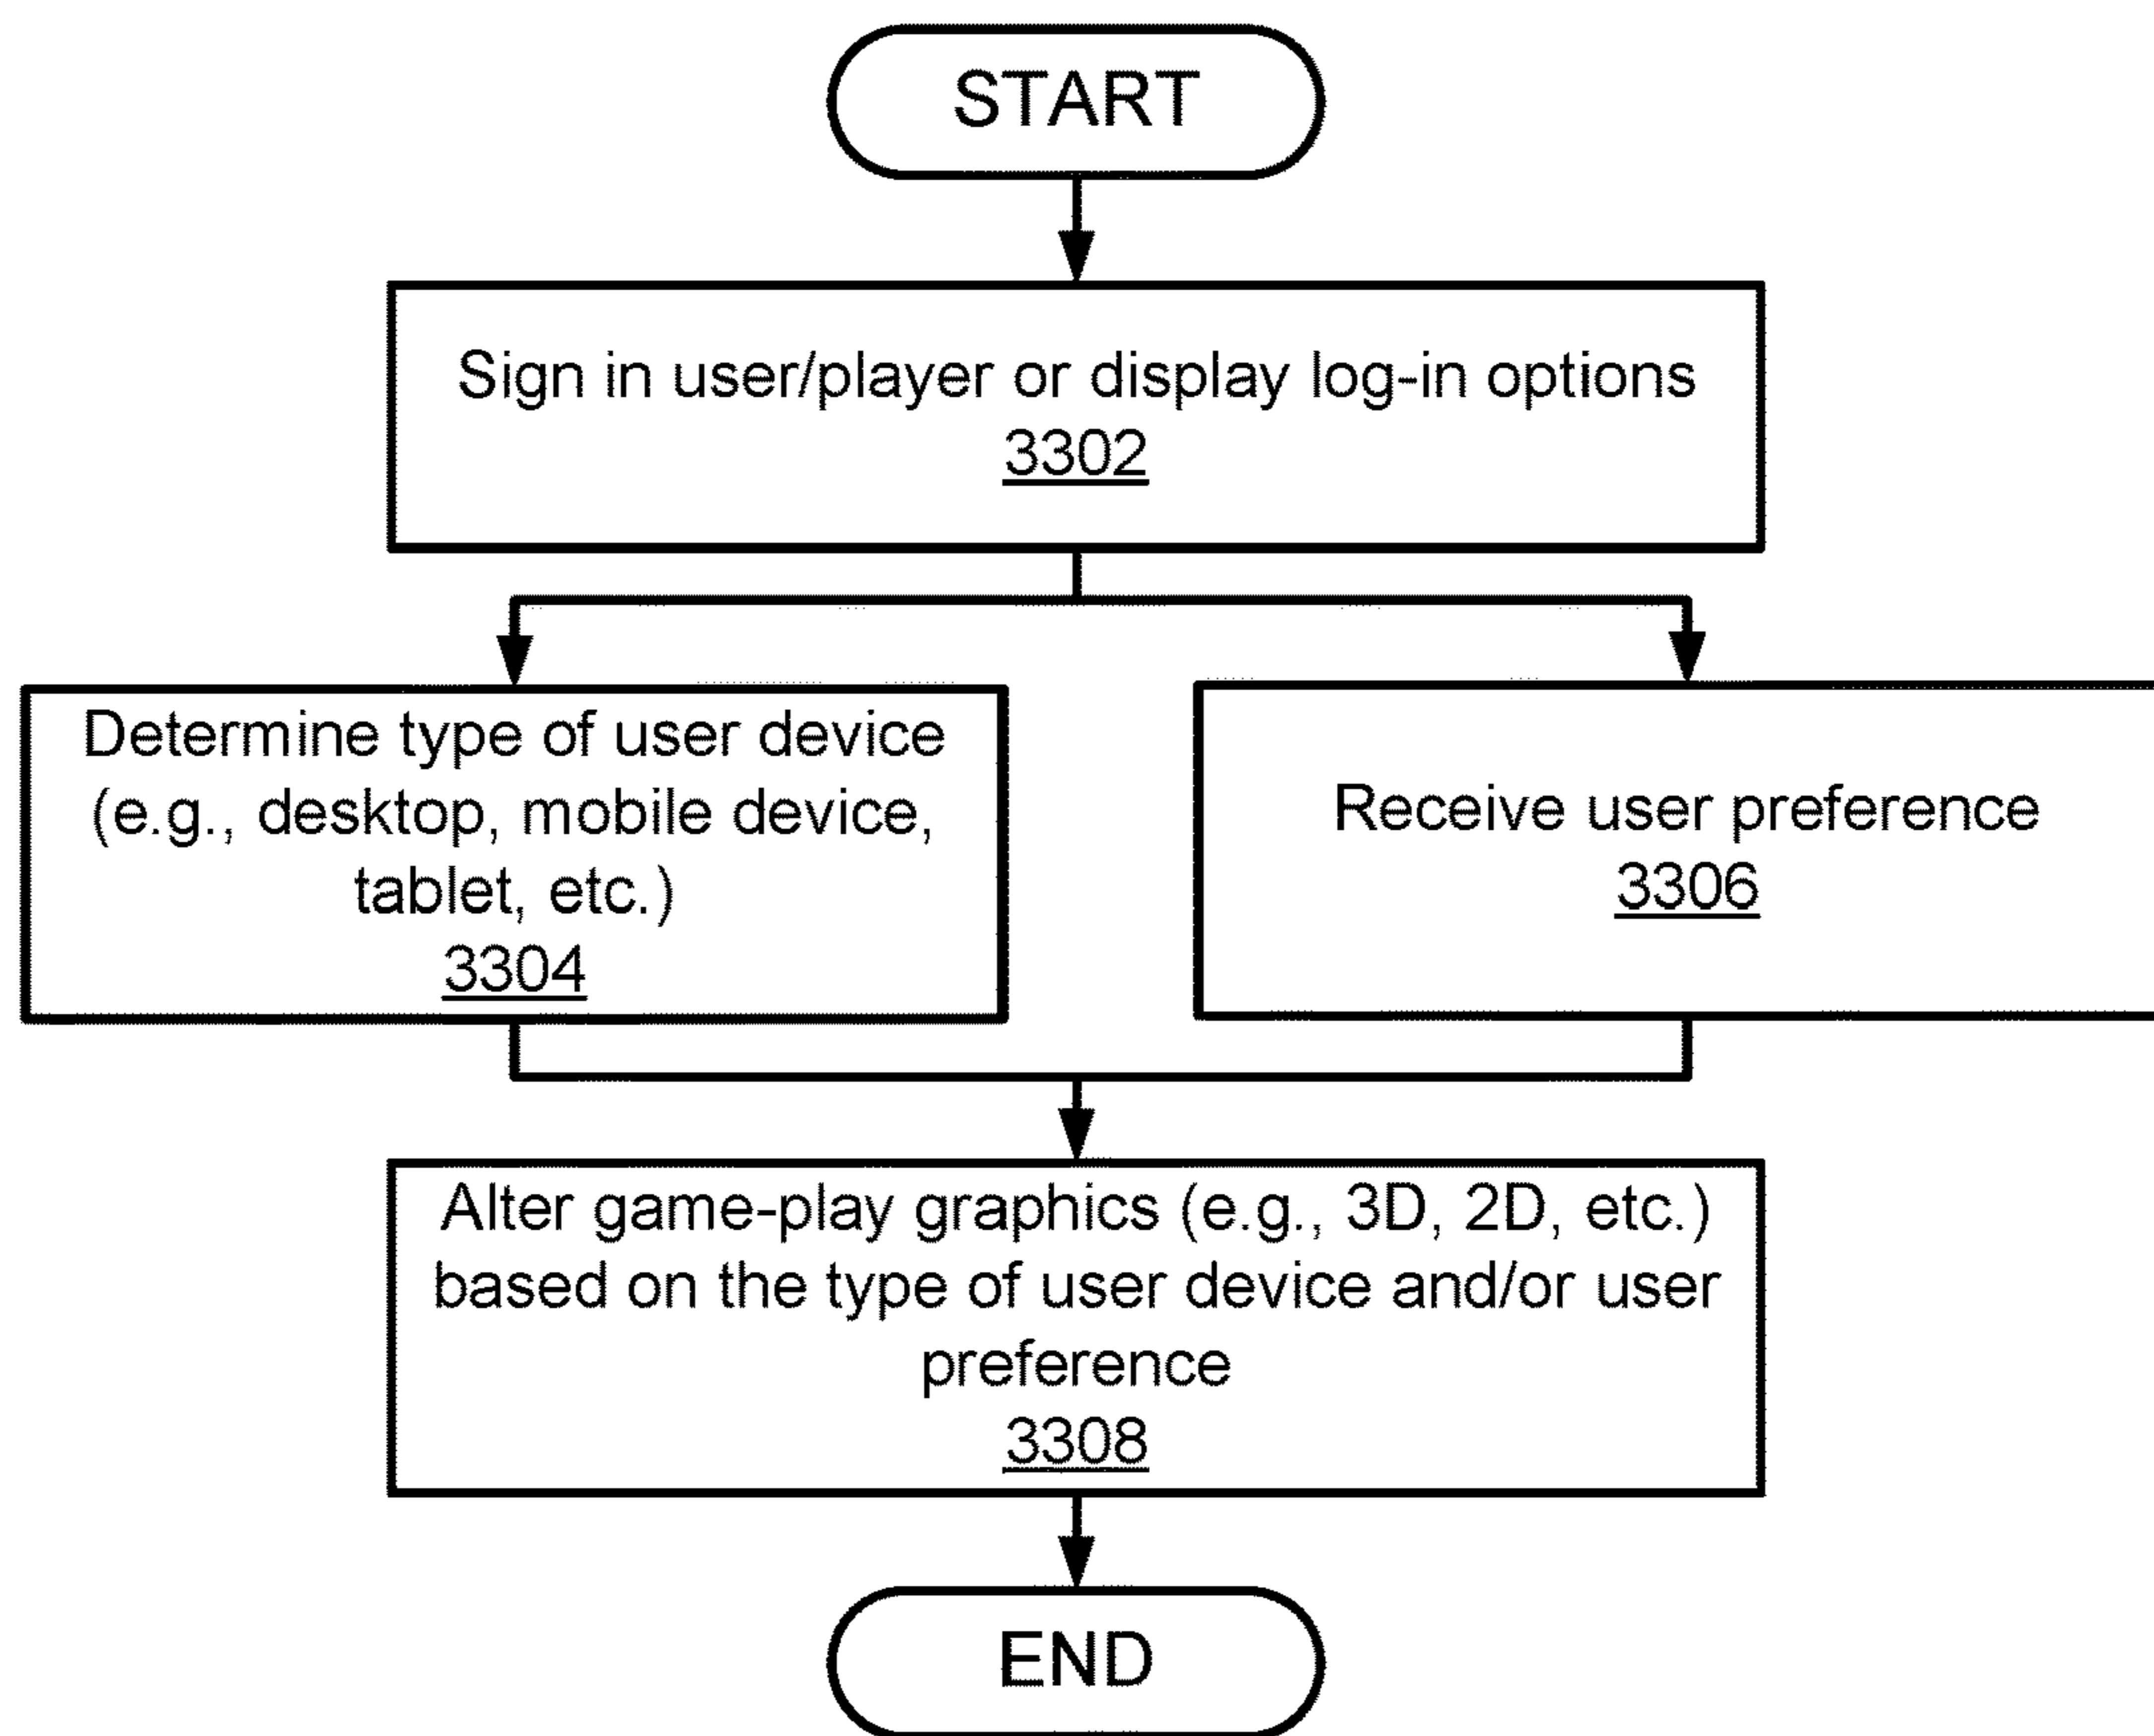 START
Sign in user/player or display log-in options
3302
Determine type of user device
(e.g., desktop, mobile device,
tablet, etc.)
3304
Receive user preference
3306
Alter game-play graphics (e.g., 3D, 2D, etc.)
based on the type of user device and/or user
preference
3308
END